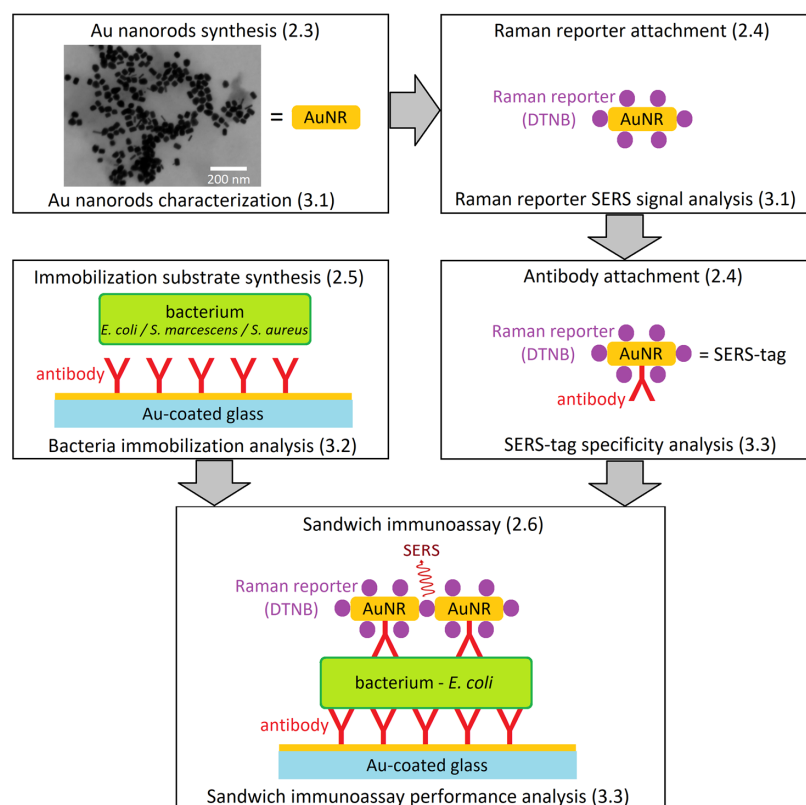 Au nanorods synthesis (2.3)
= AuNR
200 nm
Au nanorods characterization (3.1)
Raman reporter attachment (2.4)
Raman reporter
(DTNB)
AuNR
Raman reporter SERS signal analysis (3.1)
Immobilization substrate synthesis (2.5)
bacterium
E. coli / S. marcescens / S. aureus
antibody
Au-coated glass
Bacteria immobilization analysis (3.2)
Antibody attachment (2.4)
Raman reporter
(DTNB)
AuNR = SERS-tag
antibody
SERS-tag specificity analysis (3.3)
Sandwich immunoassay (2.6)
SERS
Raman reporter
(DTNB)
AuNR AuNR
bacterium - E. coli
antibody
Au-coated glass
Sandwich immunoassay performance analysis (3.3)